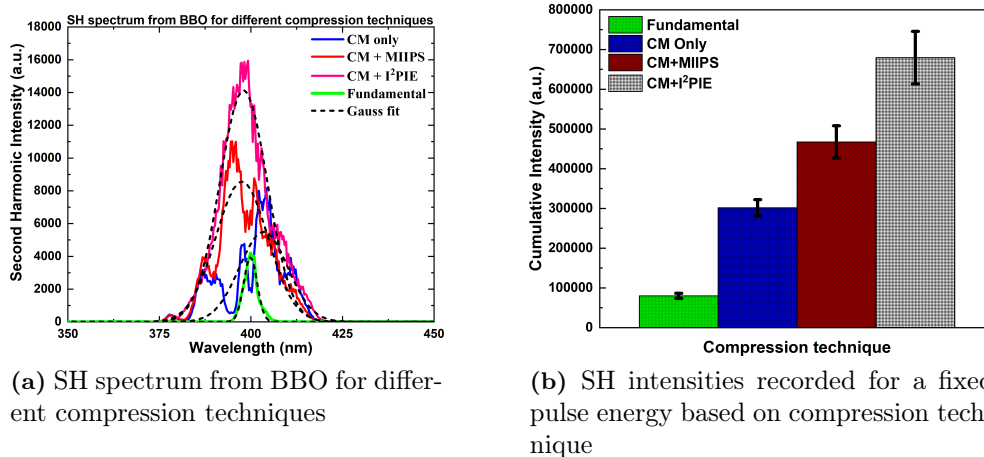 SH spectrum from BBO for different compression techniques
18000
16000
14000
12000
10000
8000
6000
4000
2000
0
Second Harmonic Intensity (a.u.)
CM only
CM + MIIPS
CM + I²PIE
Fundamental
Gauss fit
350
375
400
425
450
Wavelength (nm)
(a) SH spectrum from BBO for differ-
ent compression techniques
800000
700000
600000
500000
400000
300000
200000
100000
0
Cumulative Intensity (a.u.)
Fundamental
CM Only
CM+MIIPS
CM+I²PIE
Compression technique
(b) SH intensities recorded for a fixed
pulse energy based on compression tech-
nique